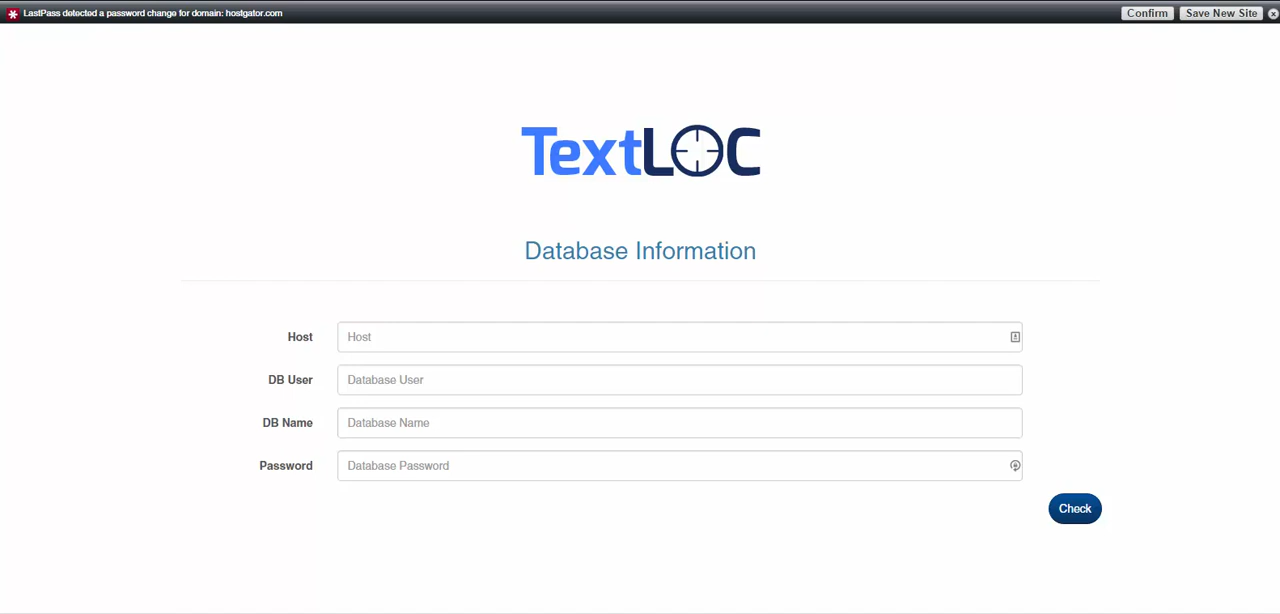 LastPass detected a password change for domain: hostgator.com
Confirm
Save New Site
TextLOC
Database Information
Host
Host
DB User
Database User
DB Name
Database Name
Password
Database Password
Check